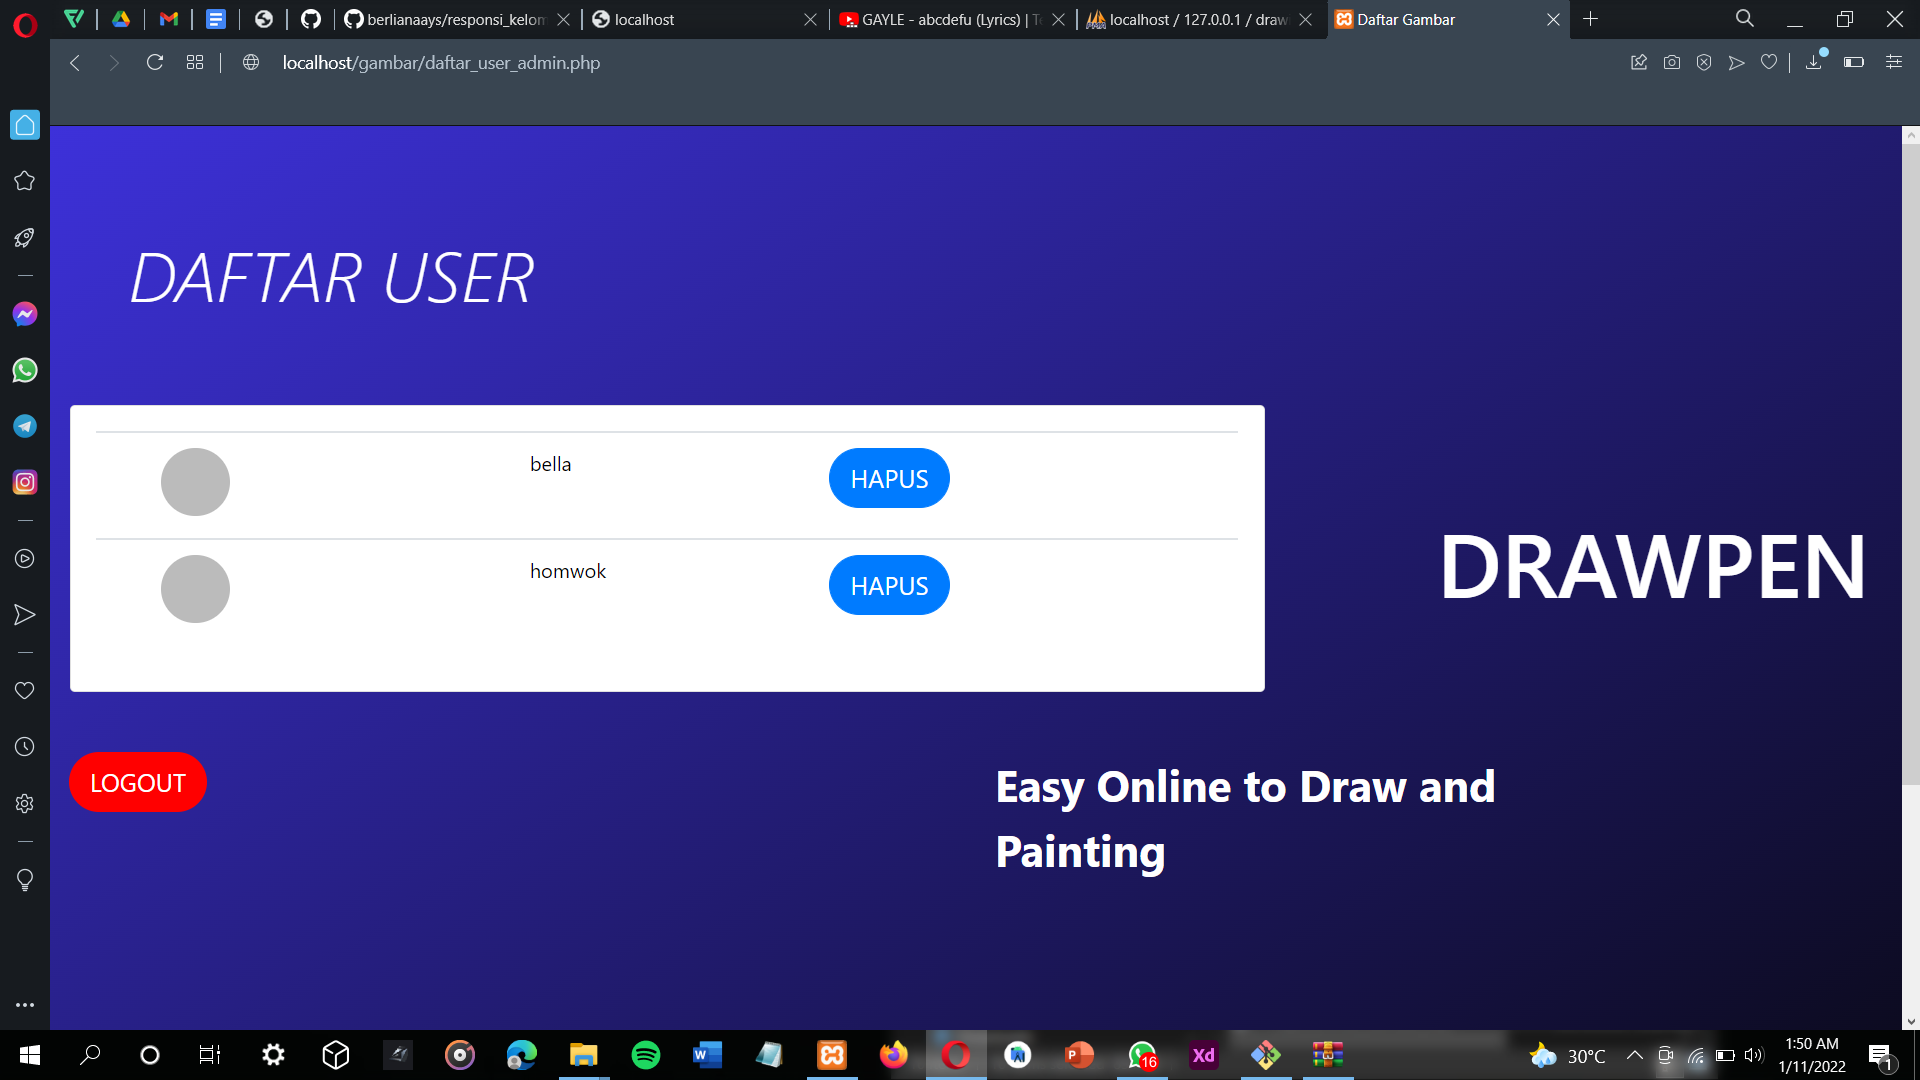 berlianaays/responsi_kelom
localhost
GAYLE - abcdefu (Lyrics) | Te
localhost / 127.0.0.1 / draw
Daftar Gambar
localhost/gambar/daftar_user_admin.php
DAFTAR USER
bella
HAPUS
homwok
HAPUS
DRAWPEN
LOGOUT
Easy Online to Draw and
Painting
16
Xd
30°C
1:50 AM
1/11/2022
1